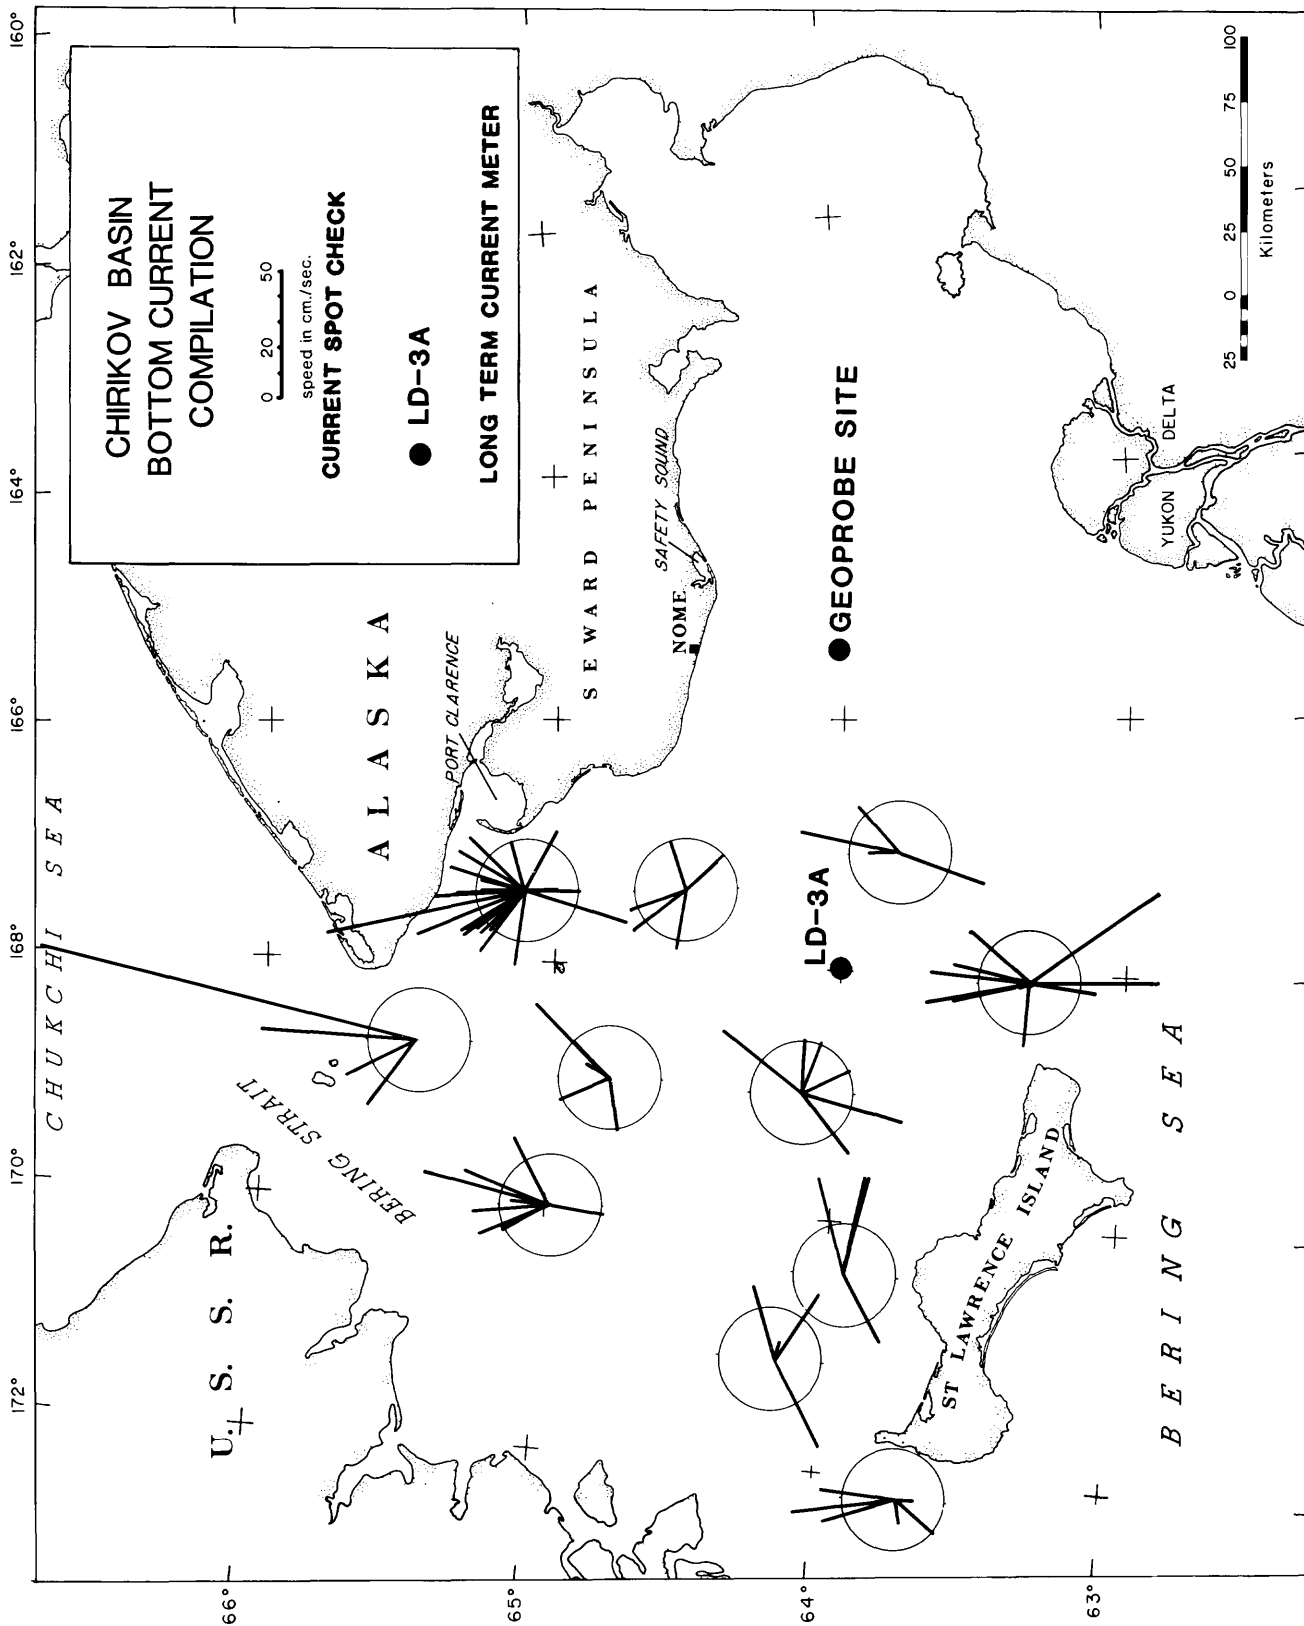 CHIRIKOV BASIN
BOTTOM CURRENT
COMPILATION
0 20 50
speed in cm./sec.
CURRENT SPOT CHECK
LD-3A
LONG TERM CURRENT METER
160°
162°
164°
166°
168°
170°
172°
66°
65°
64°
63°
CHUKCHI SEA
ALASKA
PORT CLARENCE
SEWARD PENINSULA
SAFETY SOUND
NOME
GEOPROBE SITE
LD-3A
YUKON DELTA
25 0 25 50 75 100
Kilometers
BERING STRAIT
U. S. S. R.
ST LAWRENCE ISLAND
BERING SEA